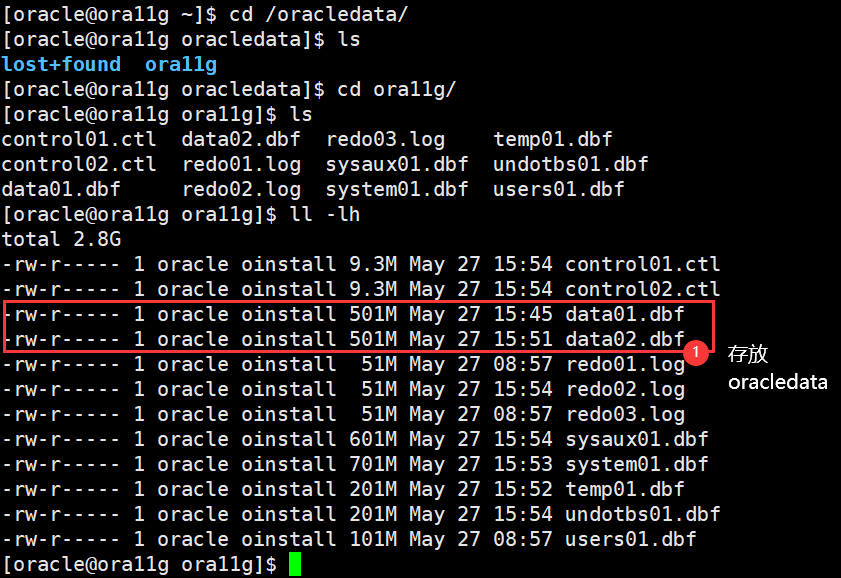 [oracle@ora11g ~]$ cd /oracledata/
[oracle@ora11g oracledata]$ ls
lost+found  ora11g
[oracle@ora11g oracledata]$ cd ora11g/
[oracle@ora11g ora11g]$ ls
control01.ctl  data02.dbf  redo03.log    temp01.dbf
control02.ctl  redo01.log  sysaux01.dbf  undotbs01.dbf
data01.dbf     redo02.log  system01.dbf  users01.dbf
[oracle@ora11g ora11g]$ ll -lh
total 2.8G
-rw-r----- 1 oracle oinstall 9.3M May 27 15:54 control01.ctl
-rw-r----- 1 oracle oinstall 9.3M May 27 15:54 control02.ctl
-rw-r----- 1 oracle oinstall 501M May 27 15:45 data01.dbf
-rw-r----- 1 oracle oinstall 501M May 27 15:51 data02.dbf
1
存放
oracledata
-rw-r----- 1 oracle oinstall  51M May 27 08:57 redo01.log
-rw-r----- 1 oracle oinstall  51M May 27 15:54 redo02.log
-rw-r----- 1 oracle oinstall  51M May 27 08:57 redo03.log
-rw-r----- 1 oracle oinstall 601M May 27 15:54 sysaux01.dbf
-rw-r----- 1 oracle oinstall 701M May 27 15:53 system01.dbf
-rw-r----- 1 oracle oinstall 201M May 27 15:52 temp01.dbf
-rw-r----- 1 oracle oinstall 201M May 27 15:54 undotbs01.dbf
-rw-r----- 1 oracle oinstall 101M May 27 08:57 users01.dbf
[oracle@ora11g ora11g]$